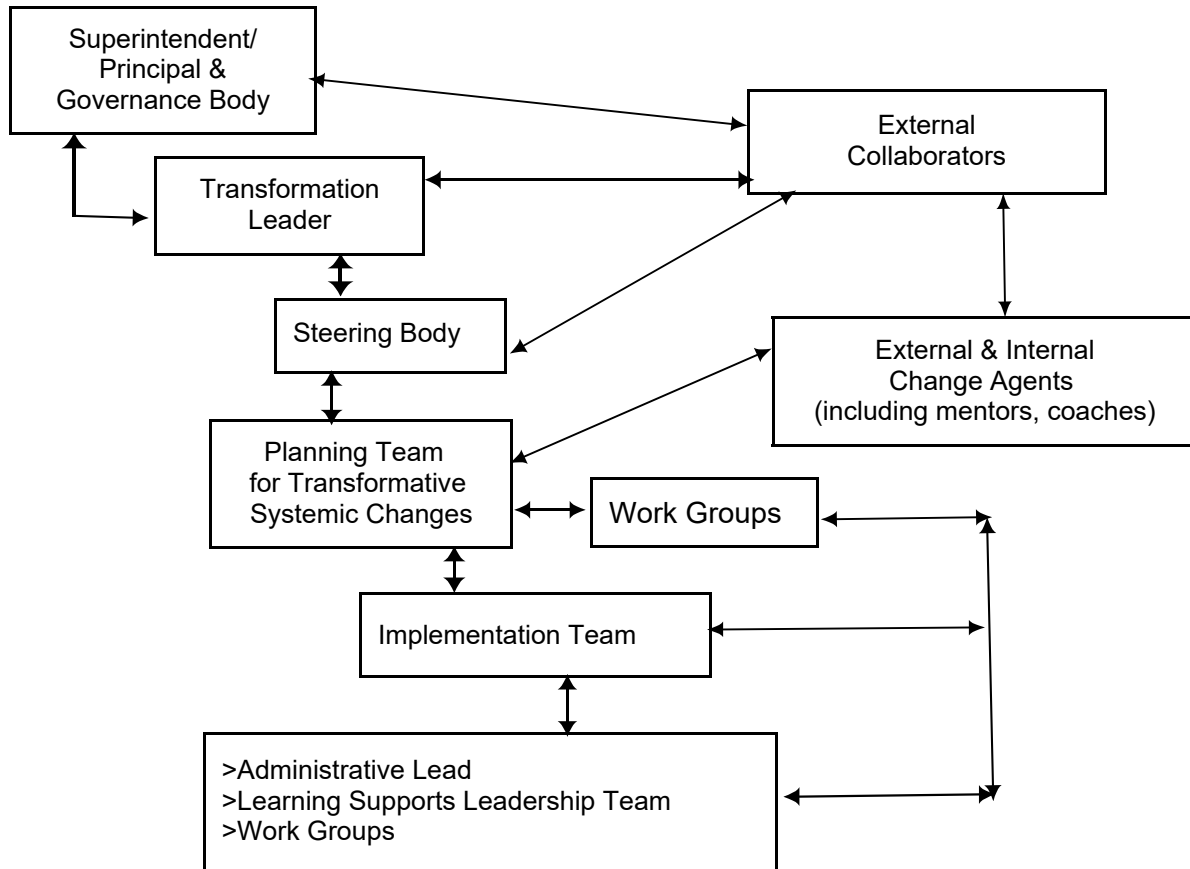 Superintendent/
Principal &
Governance Body
External
Collaborators
Transformation
Leader
Steering Body
External & Internal
Change Agents
(including mentors, coaches)
Planning Team
for Transformative
Systemic Changes
Work Groups
Implementation Team
>Administrative Lead
>Learning Supports Leadership Team
>Work Groups